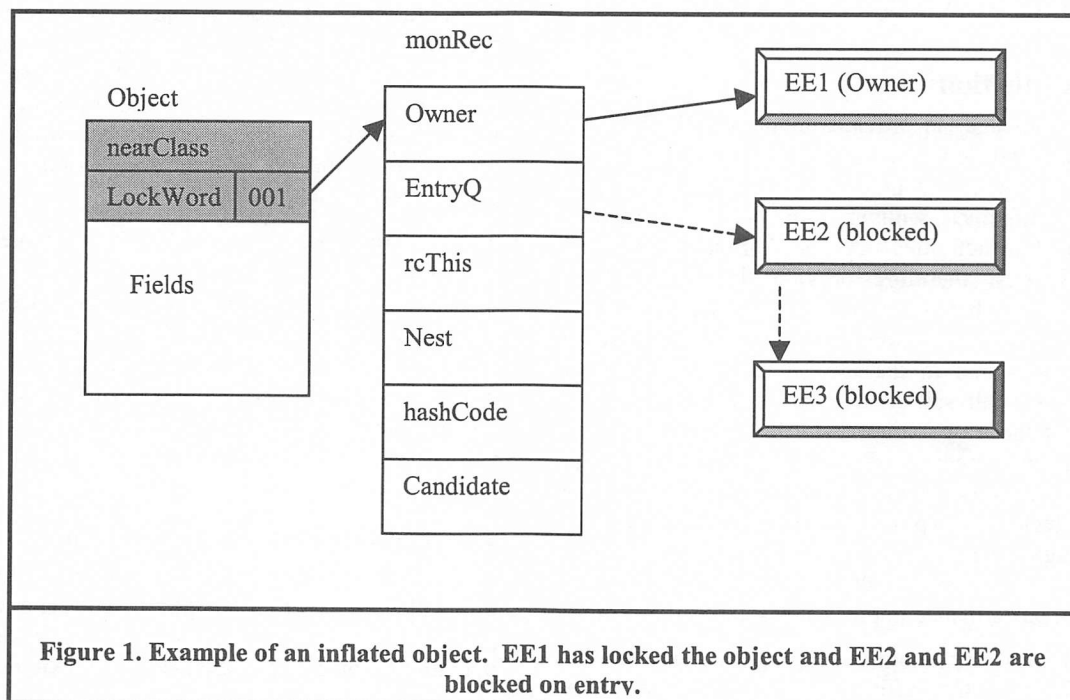 monRec
Object
nearClass
LockWord 001
Fields
Owner
EntryQ
rcThis
Nest
hashCode
Candidate
EE1 (Owner)
EE2 (blocked)
EE3 (blocked)
Figure 1. Example of an inflated object. EE1 has locked the object and EE2 and EE2 are
blocked on entry.